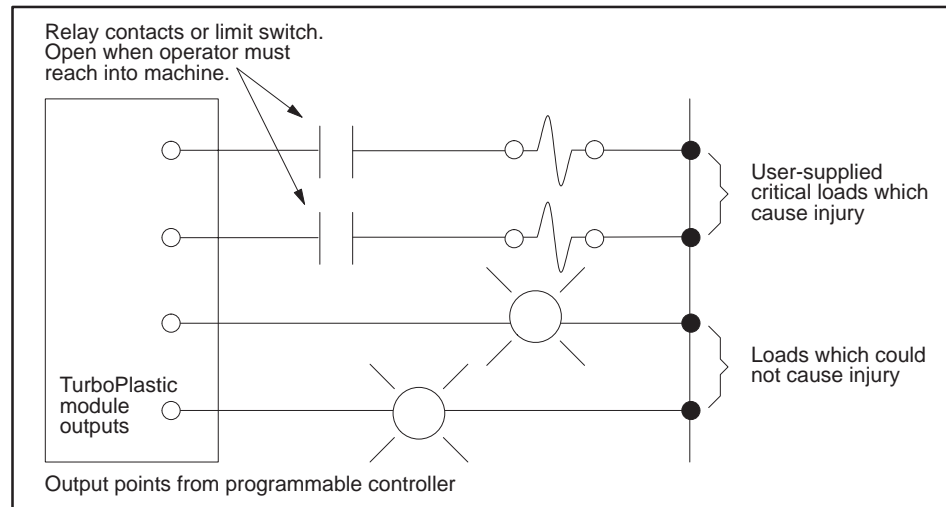 Relay contacts or limit switch.
Open when operator must
reach into machine.
User-supplied
critical loads which
cause injury
Loads which could
not cause injury
TurboPlastic
module
outputs
Output points from programmable controller